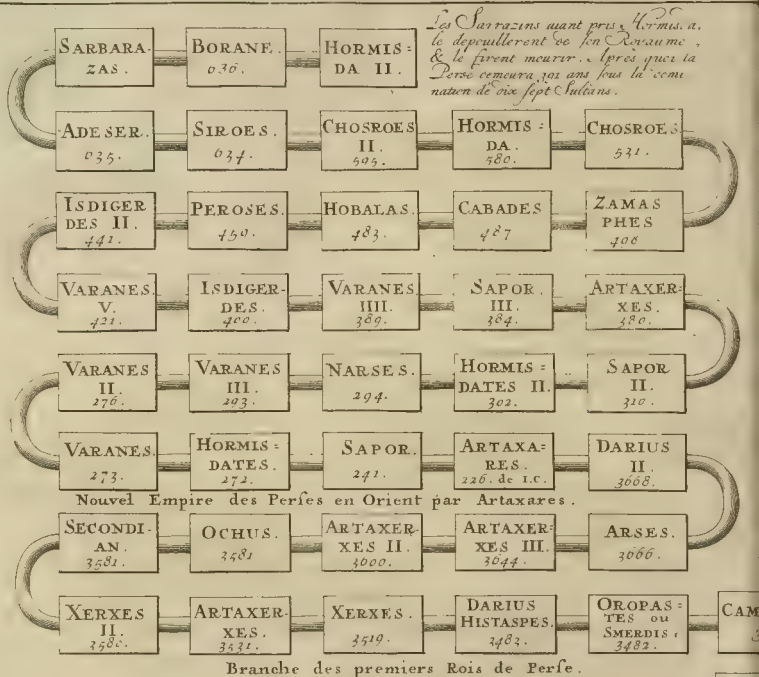 Les Sarrazins aiant pris Hormis.a.
le depouillerent de son Royaume,
& le firent mourir. Apres quoi la
Perse demeura 391 ans sous la domi
nation de dix sept Sultans.
SARBARA-
ZAS.
BORANE.
636.
HORMIS=
DA II.
ADESER.
635.
SIROES.
634.
CHOSROES
II.
595.
HORMIS=
DA.
580.
CHOSROES.
531.
ISDIGER
DES II.
441.
PEROSES.
459.
HOBALAS.
483.
CABADES
487
ZAMAS
PHES
496
VARANES.
V.
421.
ISDIGER-
DES.
400.
VARANES
IIII.
389.
SAPOR.
III.
384.
ARTAXER-
XES.
380.
VARANES
II.
276.
VARANES
III.
293.
NARSES.
294.
HORMIS=
DATES II.
302.
SAPOR
II.
310.
VARANES.
273.
HORMIS=
DATES.
272.
SAPOR.
241.
ARTAXA=
RES.
226. de I.C.
DARIUS
II.
3668.
Nouvel Empire des Perses en Orient par Artaxares.
SECONDI-
AN.
3581.
OCHUS.
3581
ARTAXER-
XES II.
3600.
ARTAXER=
XES III.
3644.
ARSES.
3666.
XERXES
II.
3580.
ARTAXER-
XES.
3531.
XERXES.
3519.
DARIUS
HISTASPES.
3483.
OROPAS=
TES ou
SMERDIS.
3482.
CAM
3
Branche des premiers Rois de Perse.